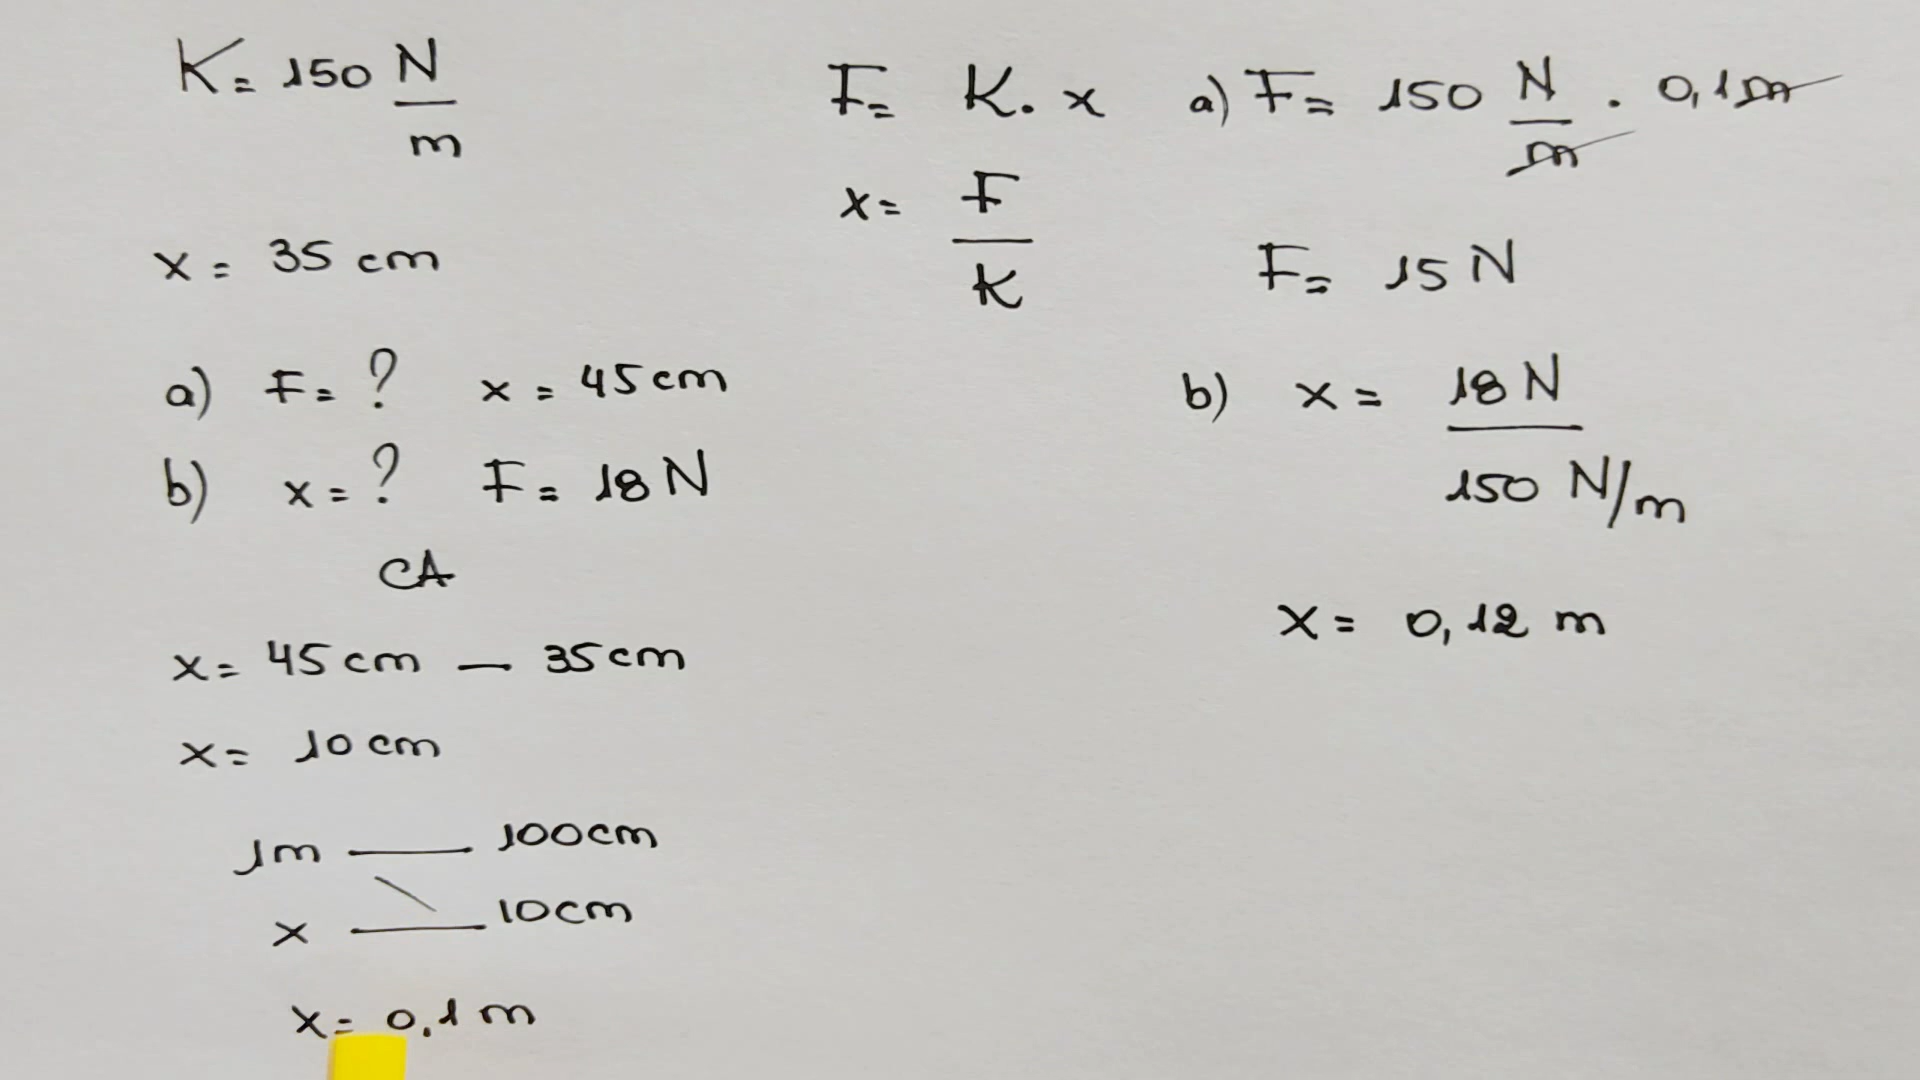 K = 150 N/m
x = 35 cm
a) F = ? x = 45 cm
b) x = ? F = 18 N
CA
x = 45 cm — 35 cm
x = 10 cm
1m — 100cm
x — 10cm
x = 0,1 m
F = K . x
x = F/K
a) F = 150 N/m . 0,1m
F = 15 N
b) x = 18 N / 150 N/m
x = 0,12 m